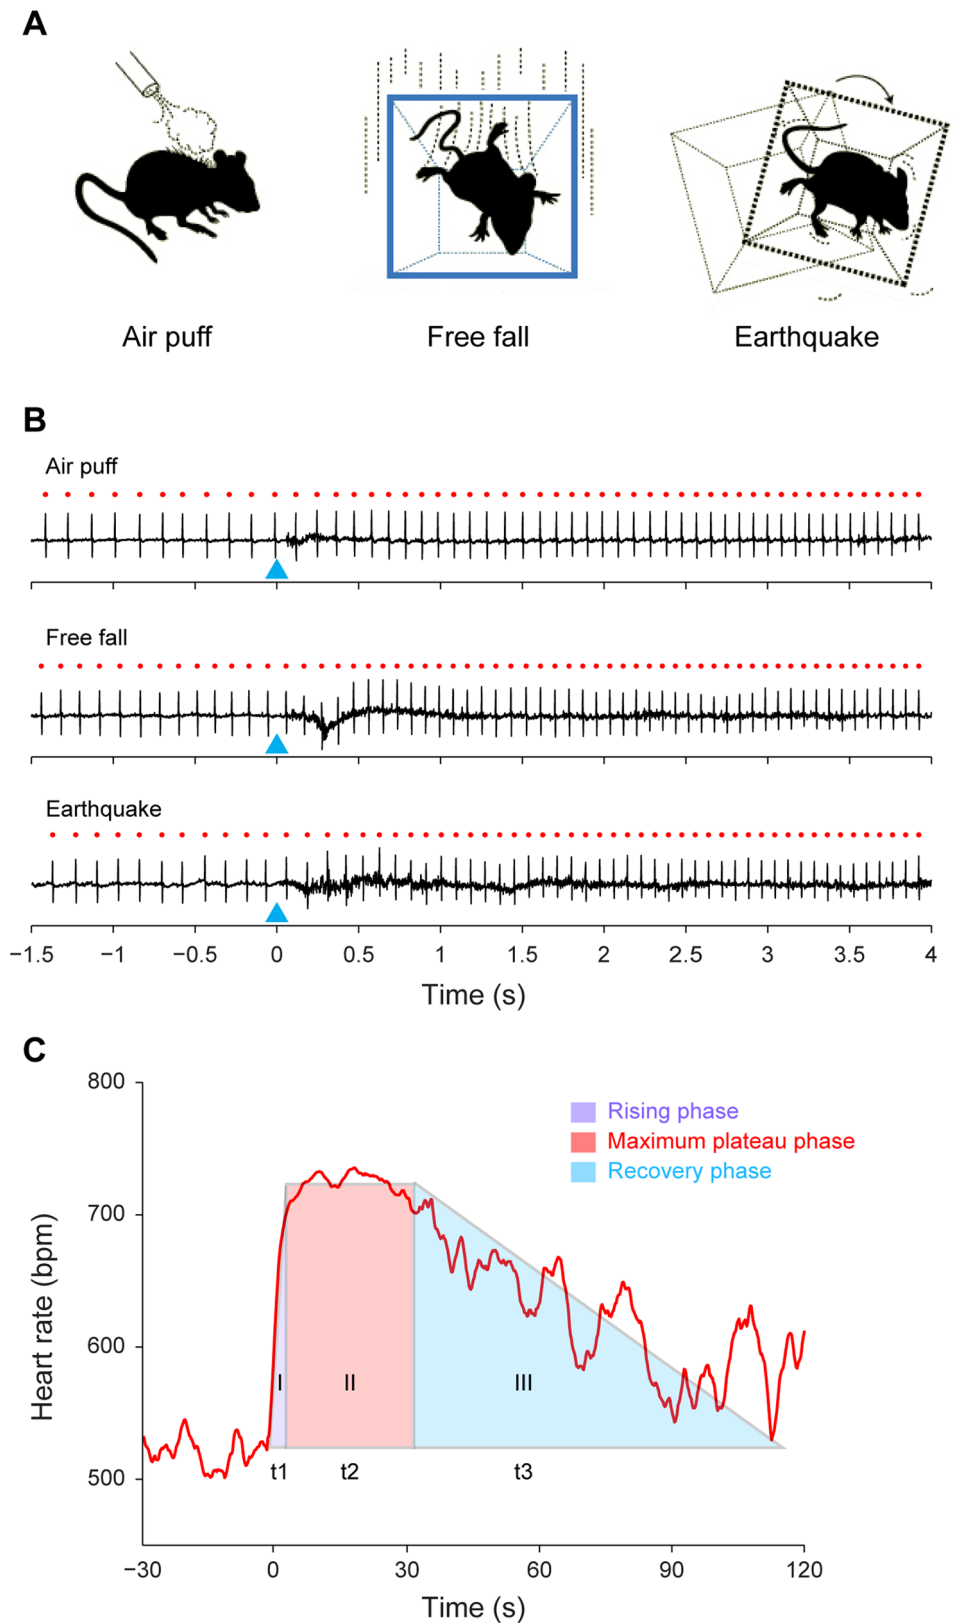 A
Air puff
Free fall
Earthquake
B
Air puff
Free fall
Earthquake
−1.5 −1 −0.5 0 0.5 1 1.5 2 2.5 3 3.5 4
Time (s)
C
800
700
600
500
Heart rate (bpm)
Rising phase
Maximum plateau phase
Recovery phase
I II III
t1 t2 t3
−30 0 30 60 90 120
Time (s)